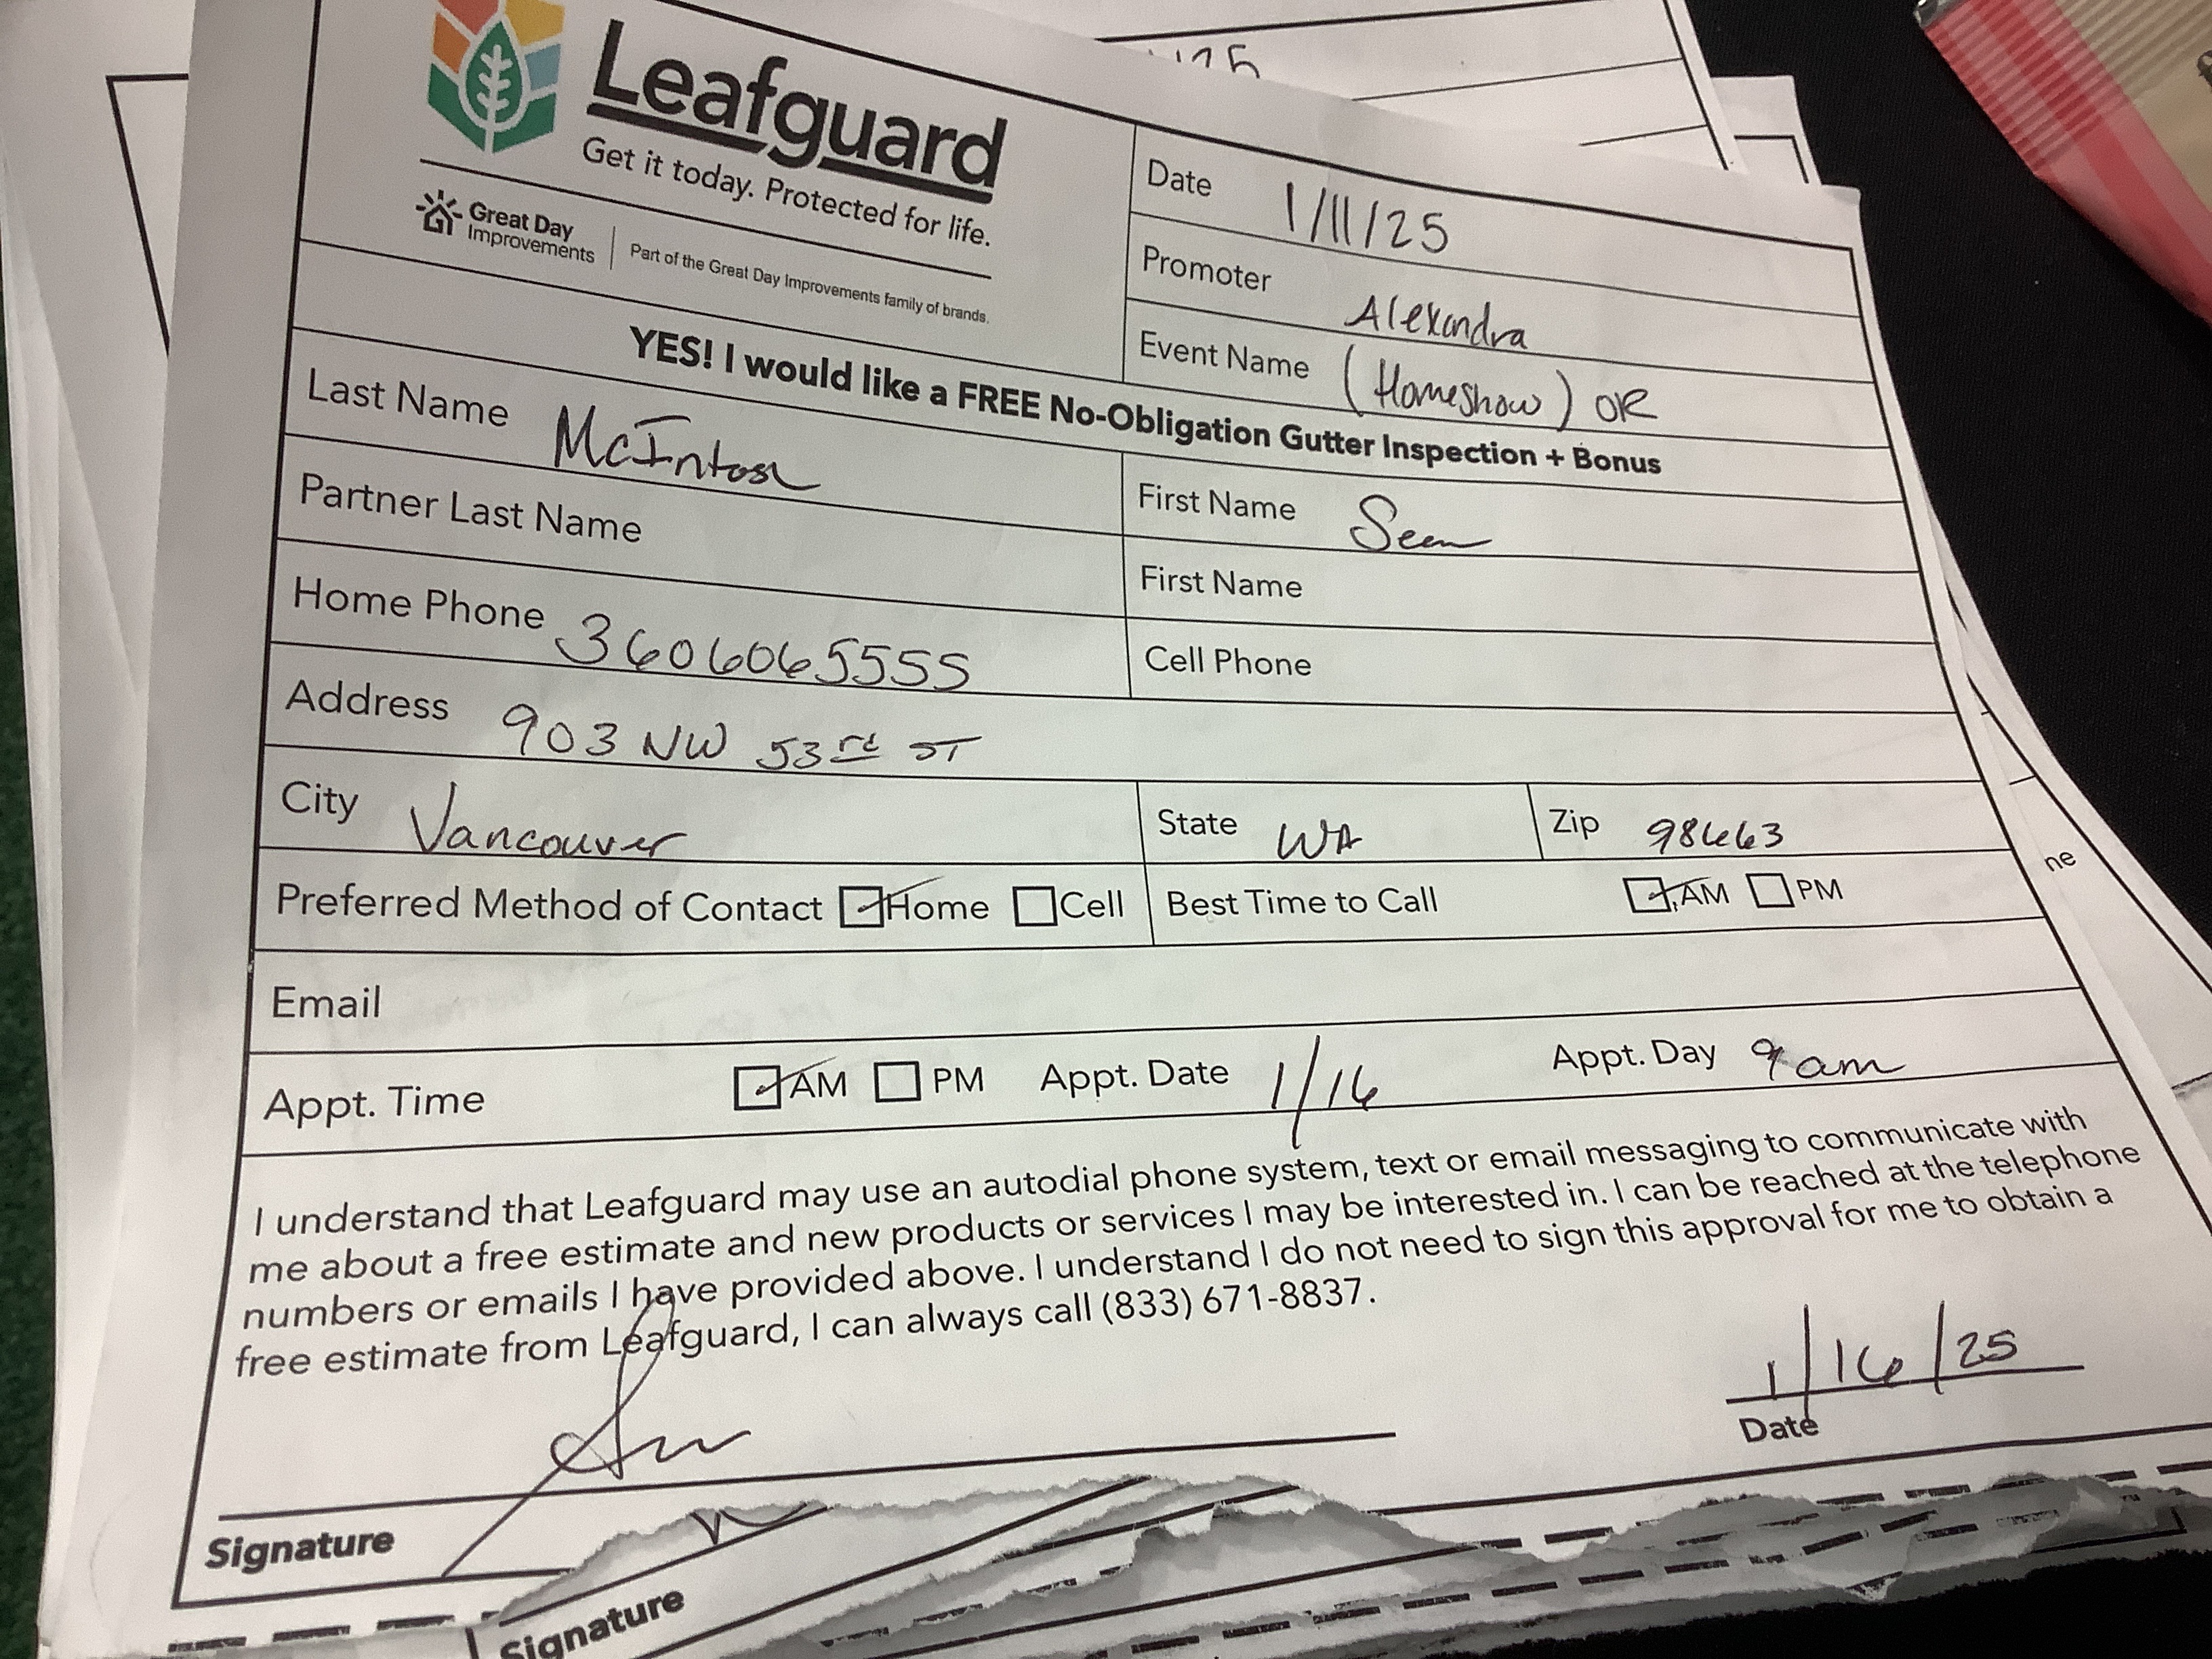 Leafguard
Get it today. Protected for life.
Great Day
Improvements
Part of the Great Day Improvements family of brands.
Date 1/11/25
Promoter Alexandra
Event Name (Homeshow) OR
YES! I would like a FREE No-Obligation Gutter Inspection + Bonus
Last Name McIntosh
First Name Sean
Partner Last Name
First Name
Home Phone 3606065555
Cell Phone
Address 903 NW 53rd ST
City Vancouver
State WA
Zip 98663
Preferred Method of Contact Home Cell
Best Time to Call AM PM
Email
Appt. Time AM PM Appt. Date 1/16 Appt. Day 9am
I understand that Leafguard may use an autodial phone system, text or email messaging to communicate with
me about a free estimate and new products or services I may be interested in. I can be reached at the telephone
numbers or emails I have provided above. I understand I do not need to sign this approval for me to obtain a
free estimate from Leafguard, I can always call (833) 671-8837.
1/16/25
Signature
Date
Signature
ne